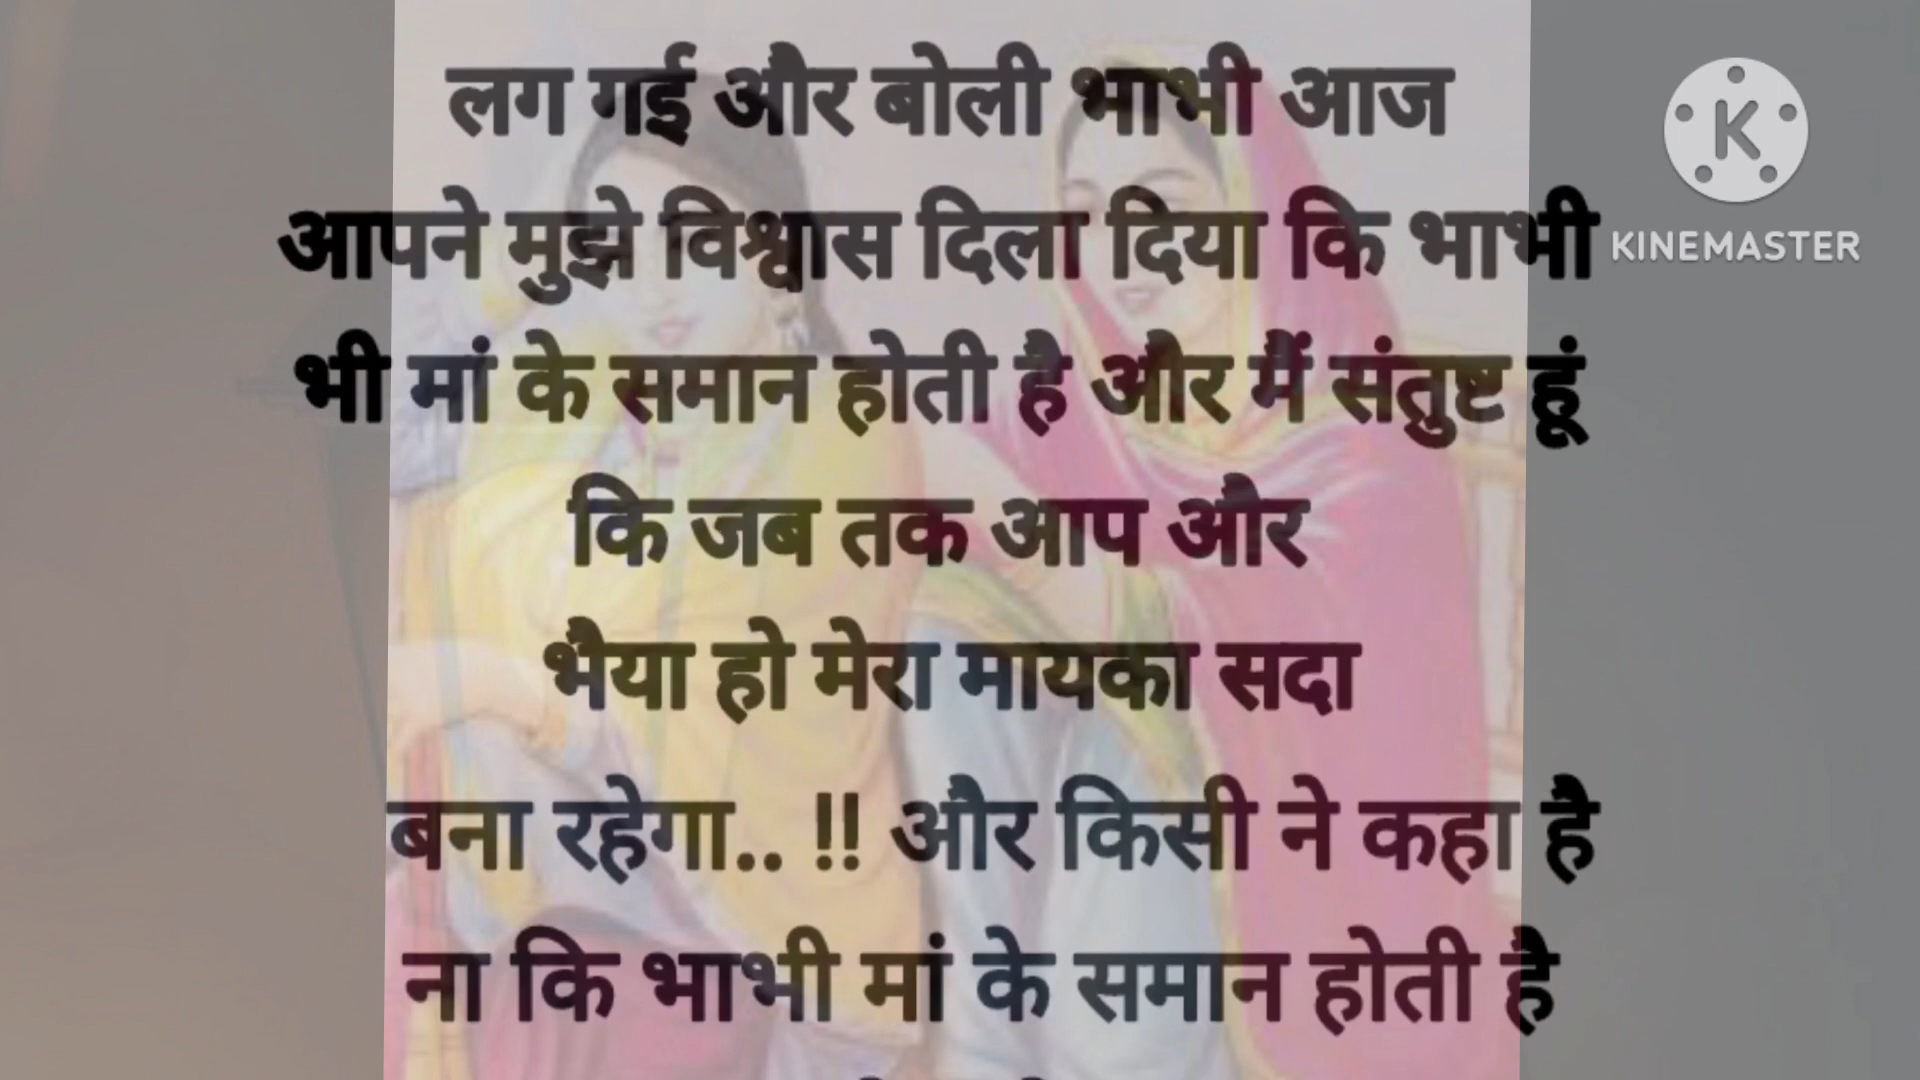 लग गई और बोली भाभी आज
आपने मुझे विश्वास दिला दिया कि भाभी
भी मां के समान होती है और मैं संतुष्ट हूं
कि जब तक आप और
भैया हो मेरा मायका सदा
बना रहेगा.. !! और किसी ने कहा है
ना कि भाभी मां के समान होती है
K
KINEMASTER